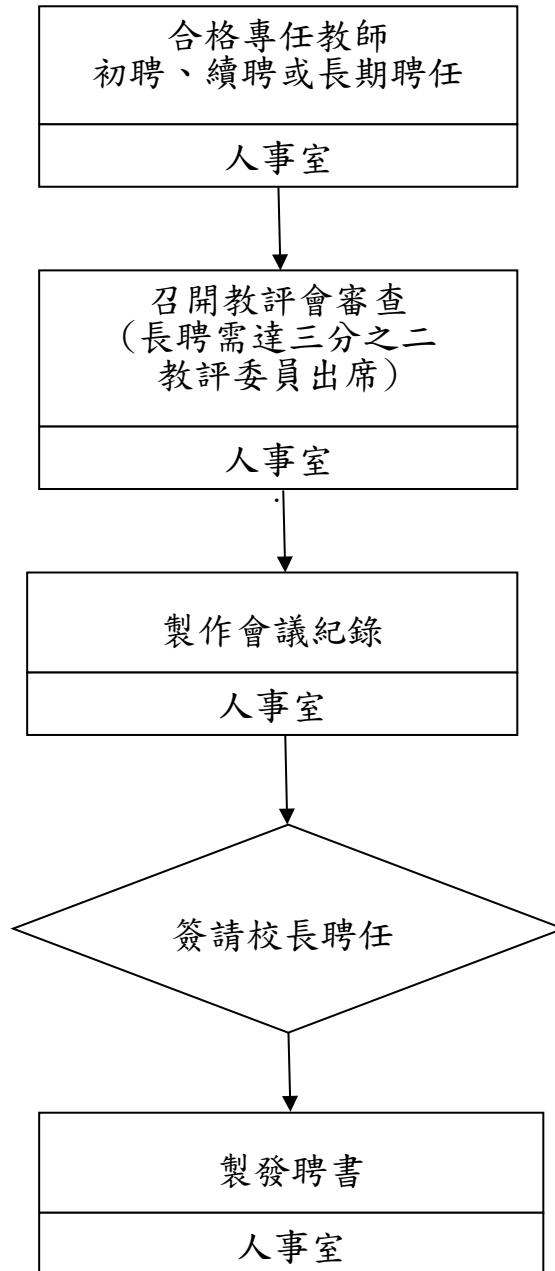 合格專任教師
初聘、續聘或長期聘任
人事室
召開教評會審查
（長聘需達三分之二
教評委員出席）
人事室
.
製作會議紀錄
人事室
簽請校長聘任
製發聘書
人事室